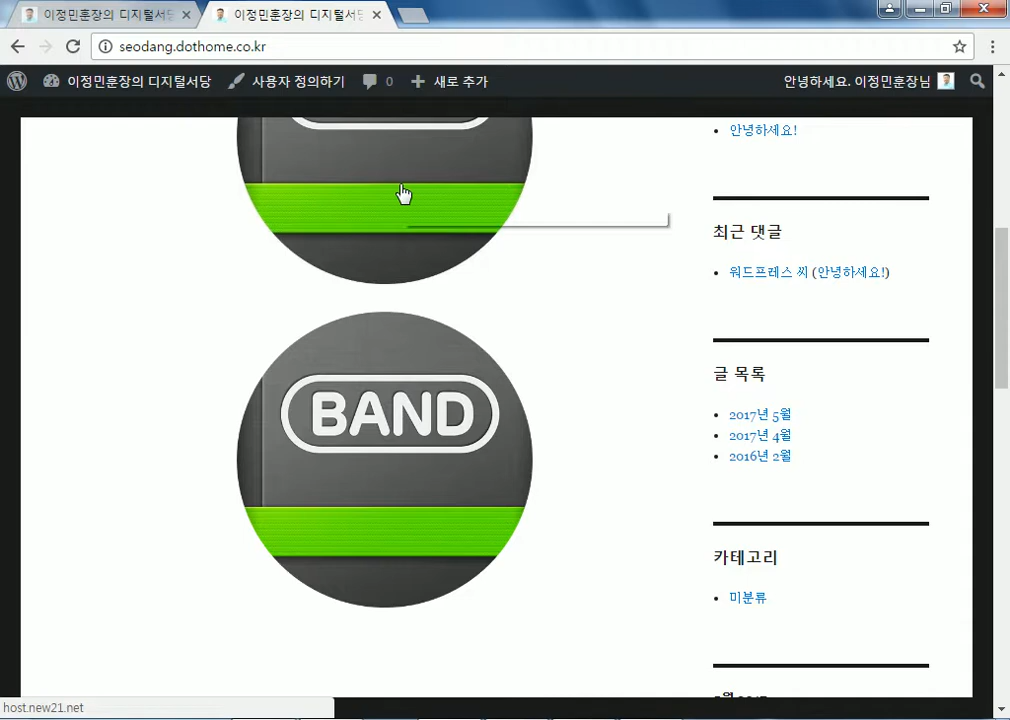 이정민훈장의 디지털서당
이정민훈장의 디지털서당
seodang.dothome.co.kr
이정민훈장의 디지털서당
사용자 정의하기
0
새로 추가
안녕하세요. 이정민훈장님
안녕하세요!
최근 댓글
워드프레스 씨 (안녕하세요!)
BAND
글 목록
2017년 5월
2017년 4월
2016년 2월
카테고리
미분류
host.new21.net